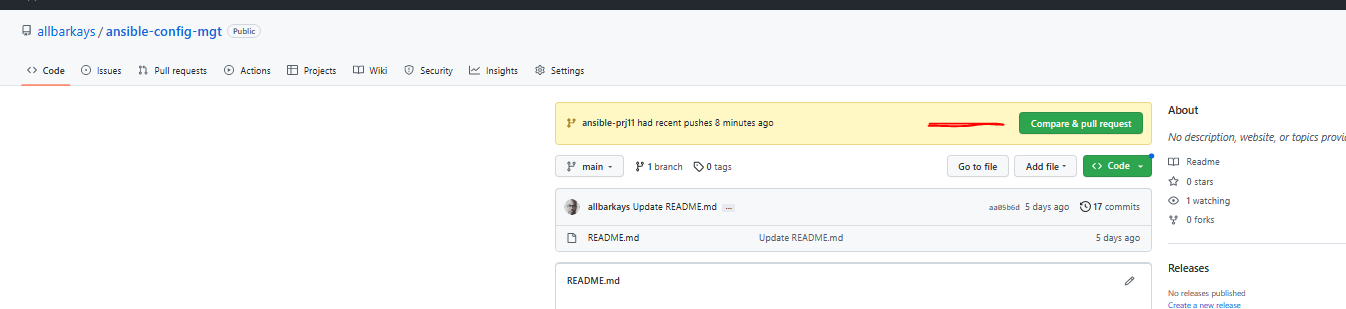 allbarkays / ansible-config-mgt Public
Code Issues Pull requests Actions Projects Wiki Security Insights Settings
ansible-prj11 had recent pushes 8 minutes ago Compare & pull request
main 1 branch 0 tags Go to file Add file Code
allbarkays Update README.md ... aa05b6d 5 days ago 17 commits
README.md Update README.md 5 days ago
README.md
About
No description, website, or topics
Readme
0 stars
1 watching
0 forks
Releases
No releases published
Create a new release